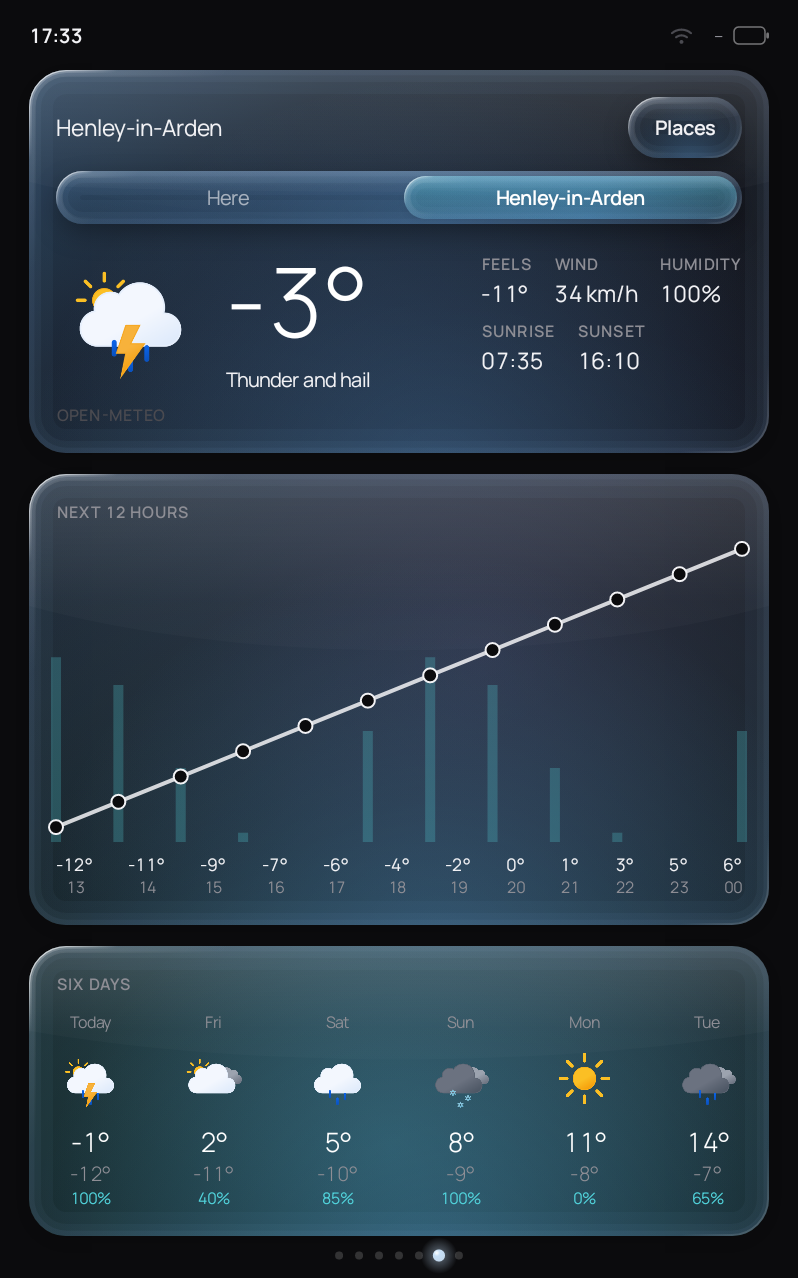 17:33
–
Henley-in-Arden
Places
Here Henley-in-Arden
FEELS WIND HUMIDITY
-11° 34 km/h 100%
-3°
SUNRISE SUNSET
07:35 16:10
Thunder and hail
OPEN-METEO
NEXT 12 HOURS
-12° -11° -9° -7° -6° -4° -2° 0° 1° 3° 5° 6°
13 14 15 16 17 18 19 20 21 22 23 00
SIX DAYS
Today Fri Sat Sun Mon Tue
-1° 2° 5° 8° 11° 14°
-12° -11° -10° -9° -8° -7°
100% 40% 85% 100% 0% 65%